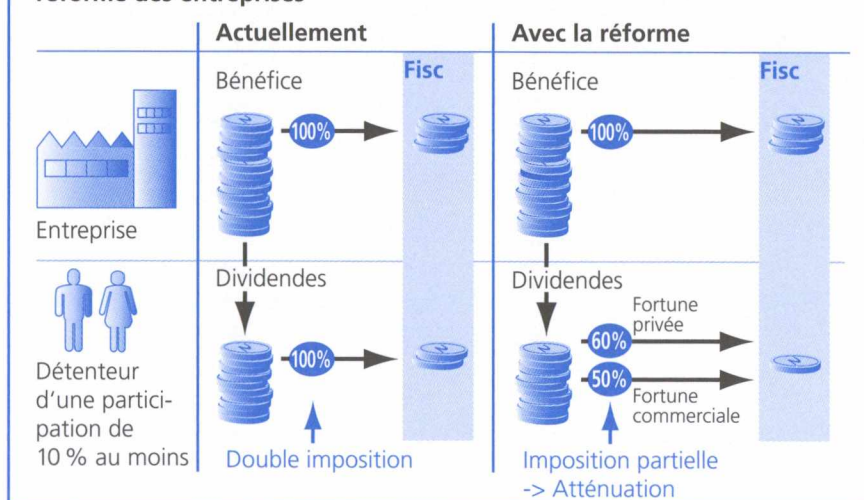 réforme des entreprises
Actuellement
Avec la réforme
Fisc
Fisc
Bénéfice
Bénéfice
100%
100%
Entreprise
Dividendes
Dividendes
Fortune
privée
100%
60%
50%
Fortune
commerciale
Détenteur
d'une partici-
pation de
10 % au moins
Double imposition
Imposition partielle
-> Atténuation